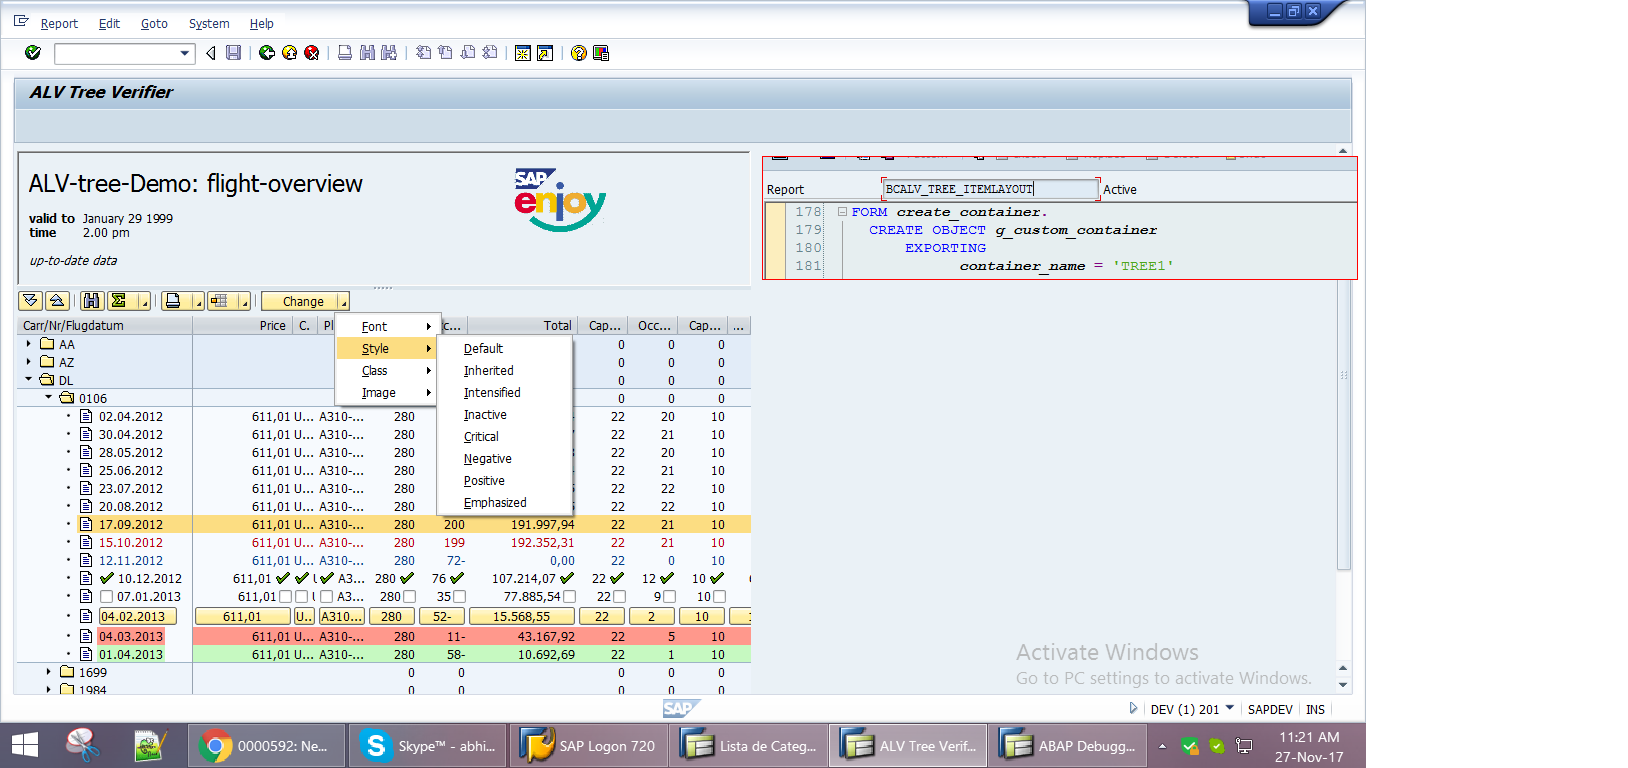 Report Edit Goto System Help
ALV Tree Verifier
ALV-tree-Demo: flight-overview
valid to January 29 1999
time 2.00 pm
up-to-date data
SAP
enjoy
Report BCALV_TREE_ITEMLAYOUT Active
178 FORM create_container.
179 CREATE OBJECT g_custom_container
180 EXPORTING
181 container_name = 'TREE1'
Change
Font
Style
Class
Image
Default
Inherited
Intensified
Inactive
Critical
Negative
Positive
Emphasized
Carr/Nr/Flugdatum Price C. Pl c... Total Cap... Occ... Cap... ...
AA 0 0 0
AZ 0 0 0
DL 0 0 0
0106 0 0 0
02.04.2012 611,01 U... A310-... 280 22 20 10
30.04.2012 611,01 U... A310-... 280 22 21 10
28.05.2012 611,01 U... A310-... 280 22 20 10
25.06.2012 611,01 U... A310-... 280 22 21 10
23.07.2012 611,01 U... A310-... 280 22 22 10
20.08.2012 611,01 U... A310-... 280 22 22 10
17.09.2012 611,01 U... A310-... 280 200 191.997,94 22 21 10
15.10.2012 611,01 U... A310-... 280 199 192.352,31 22 21 10
12.11.2012 611,01 U... A310-... 280 72- 0,00 22 0 10
10.12.2012 611,01 A3... 280 76 107.214,07 22 12 10
07.01.2013 611,01 A3... 280 35 77.885,54 22 9 10
04.02.2013 611,01 U.. A310... 280 52- 15.568,55 22 2 10 1
04.03.2013 611,01 U... A310-... 280 11- 43.167,92 22 5 10
01.04.2013 611,01 U... A310-... 280 58- 10.692,69 22 1 10
1699 0 0 0 0 0
1984 0 0 0 0 0
Activate Windows
Go to PC settings to activate Windows.
SAP
DEV (1) 201 SAPDEV INS
0000592: Ne... Skype™ - abhi... SAP Logon 720 Lista de Categ... ALV Tree Verif... ABAP Debugg...
11:21 AM
27-Nov-17